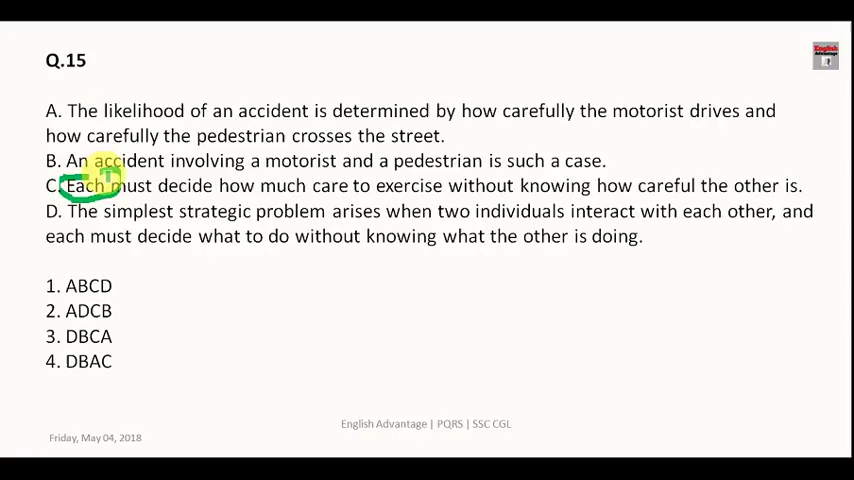 Q.15
English
Advantage
A. The likelihood of an accident is determined by how carefully the motorist drives and
how carefully the pedestrian crosses the street.
B. An accident involving a motorist and a pedestrian is such a case.
C. Each must decide how much care to exercise without knowing how careful the other is.
D. The simplest strategic problem arises when two individuals interact with each other, and
each must decide what to do without knowing what the other is doing.
1. ABCD
2. ADCB
3. DBCA
4. DBAC
English Advantage | PQRS | SSC CGL
Friday, May 04, 2018